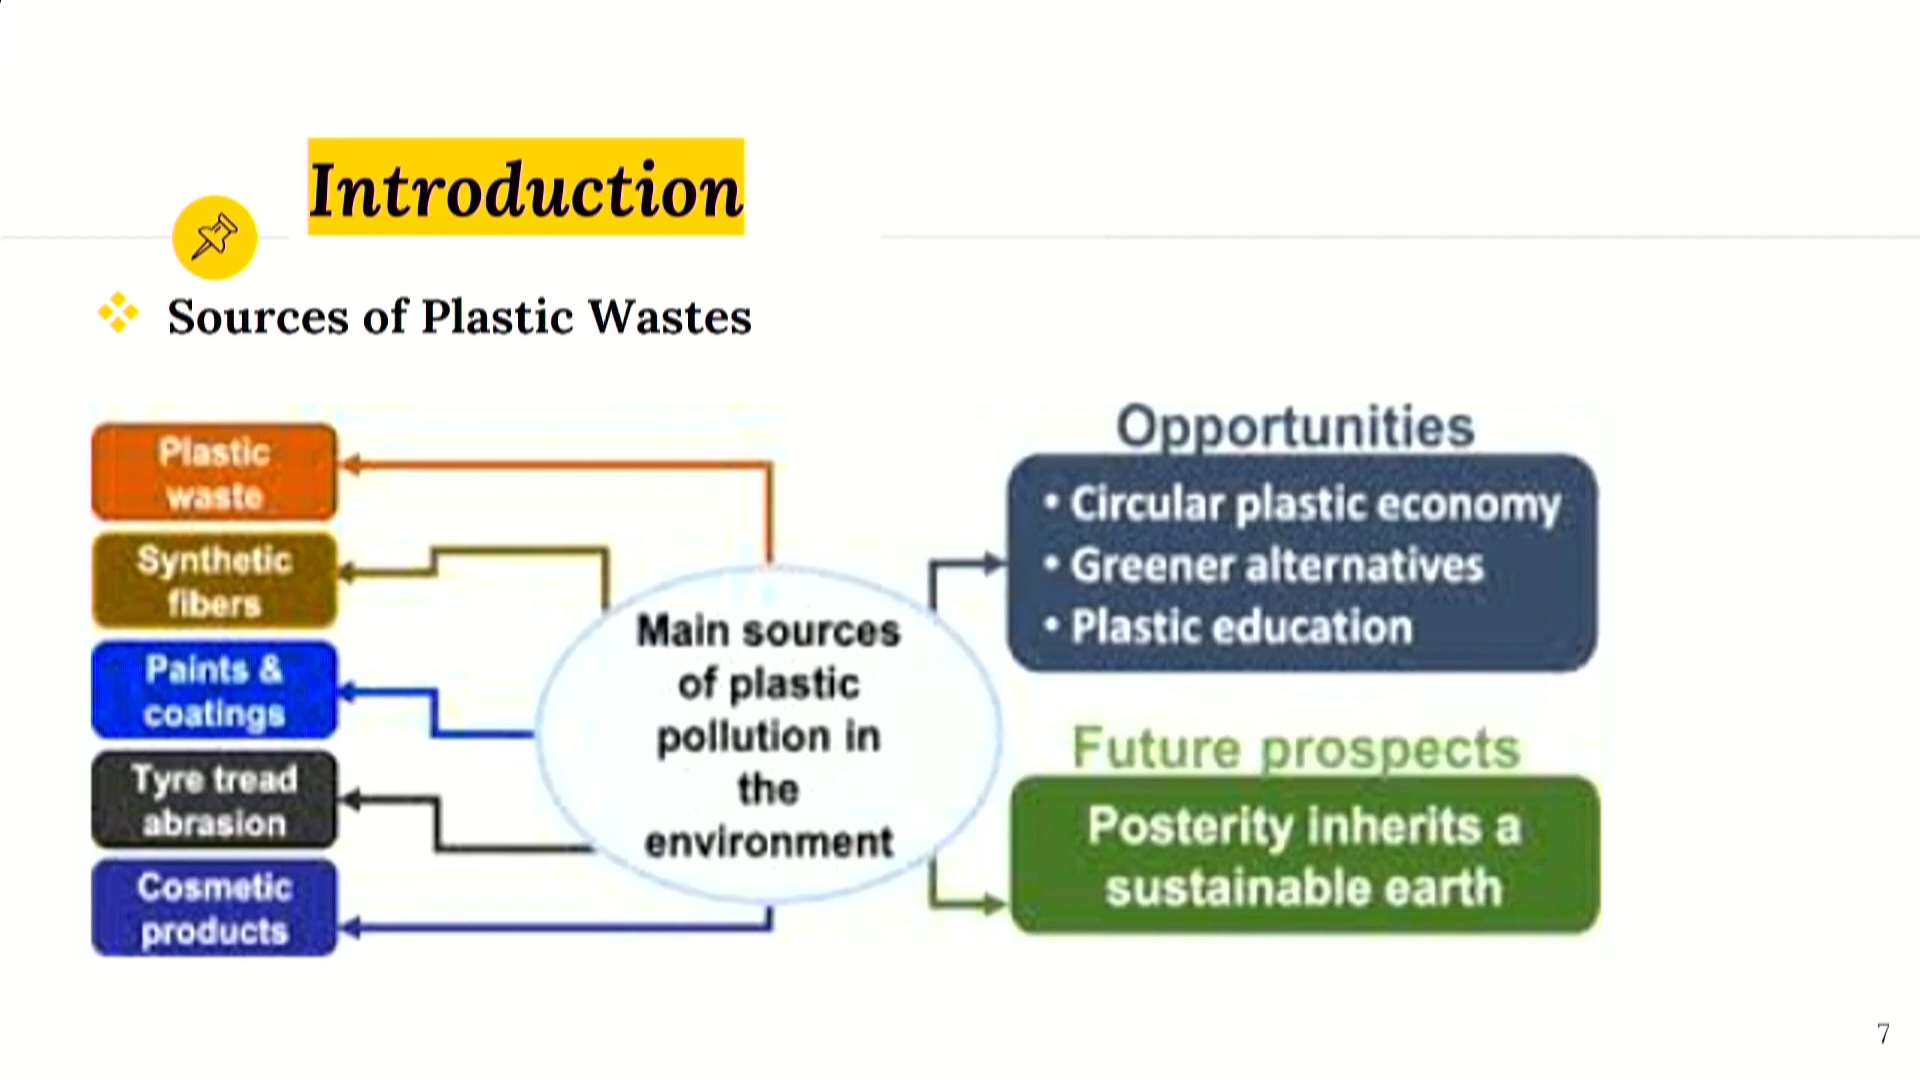 Introduction
Sources of Plastic Wastes
Plastic
waste
Synthetic
fibers
Paints &
coatings
Tyre tread
abrasion
Cosmetic
products
Main sources
of plastic
pollution in
the
environment
Opportunities
• Circular plastic economy
• Greener alternatives
• Plastic education
Future prospects
Posterity inherits a
sustainable earth
7